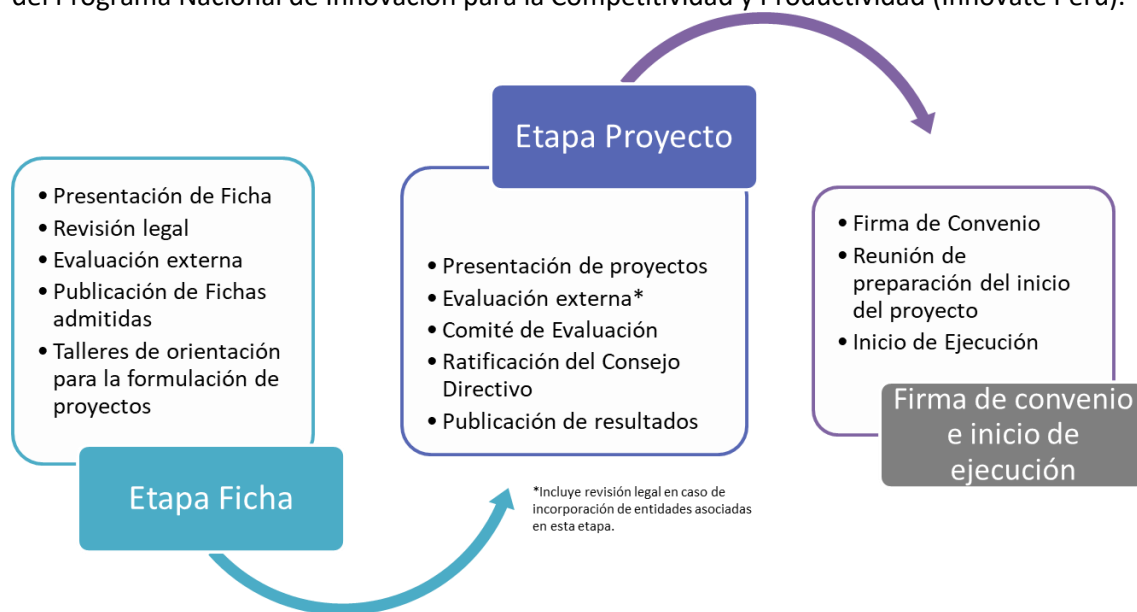 del Programa Nacional de Innovación para la Competitividad y Productividad (Innóvate Perú).
• Presentación de Ficha
• Revisión legal
• Evaluación externa
• Publicación de Fichas
admitidas
• Talleres de orientación
para la formulación de
proyectos
Etapa Ficha
Etapa Proyecto
• Presentación de proyectos
• Evaluación externa*
• Comité de Evaluación
• Ratificación del Consejo
Directivo
• Publicación de resultados
*Incluye revisión legal en caso de
incorporación de entidades asociadas
en esta etapa.
• Firma de Convenio
• Reunión de
preparación del inicio
del proyecto
• Inicio de Ejecución
Firma de convenio
e inicio de
ejecución